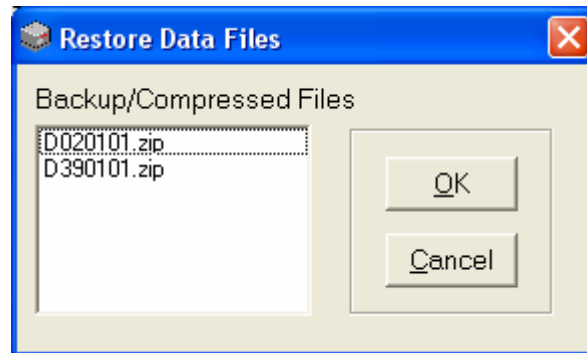 Restore Data Files
Backup/Compressed Files
D020101.zip
D390101.zip
OK
Cancel